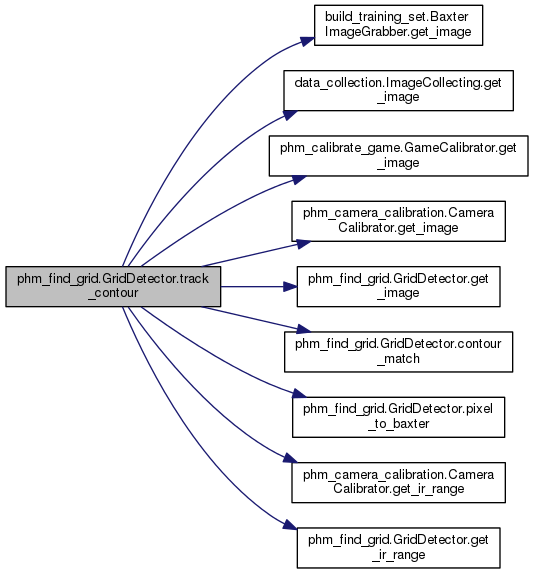 build_training_set.Baxter
ImageGrabber.get_image
data_collection.ImageCollecting.get
_image
phm_calibrate_game.GameCalibrator.get
_image
phm_camera_calibration.Camera
Calibrator.get_image
phm_find_grid.GridDetector.track
_contour
phm_find_grid.GridDetector.get
_image
phm_find_grid.GridDetector.contour
_match
phm_find_grid.GridDetector.pixel
_to_baxter
phm_camera_calibration.Camera
Calibrator.get_ir_range
phm_find_grid.GridDetector.get
_ir_range